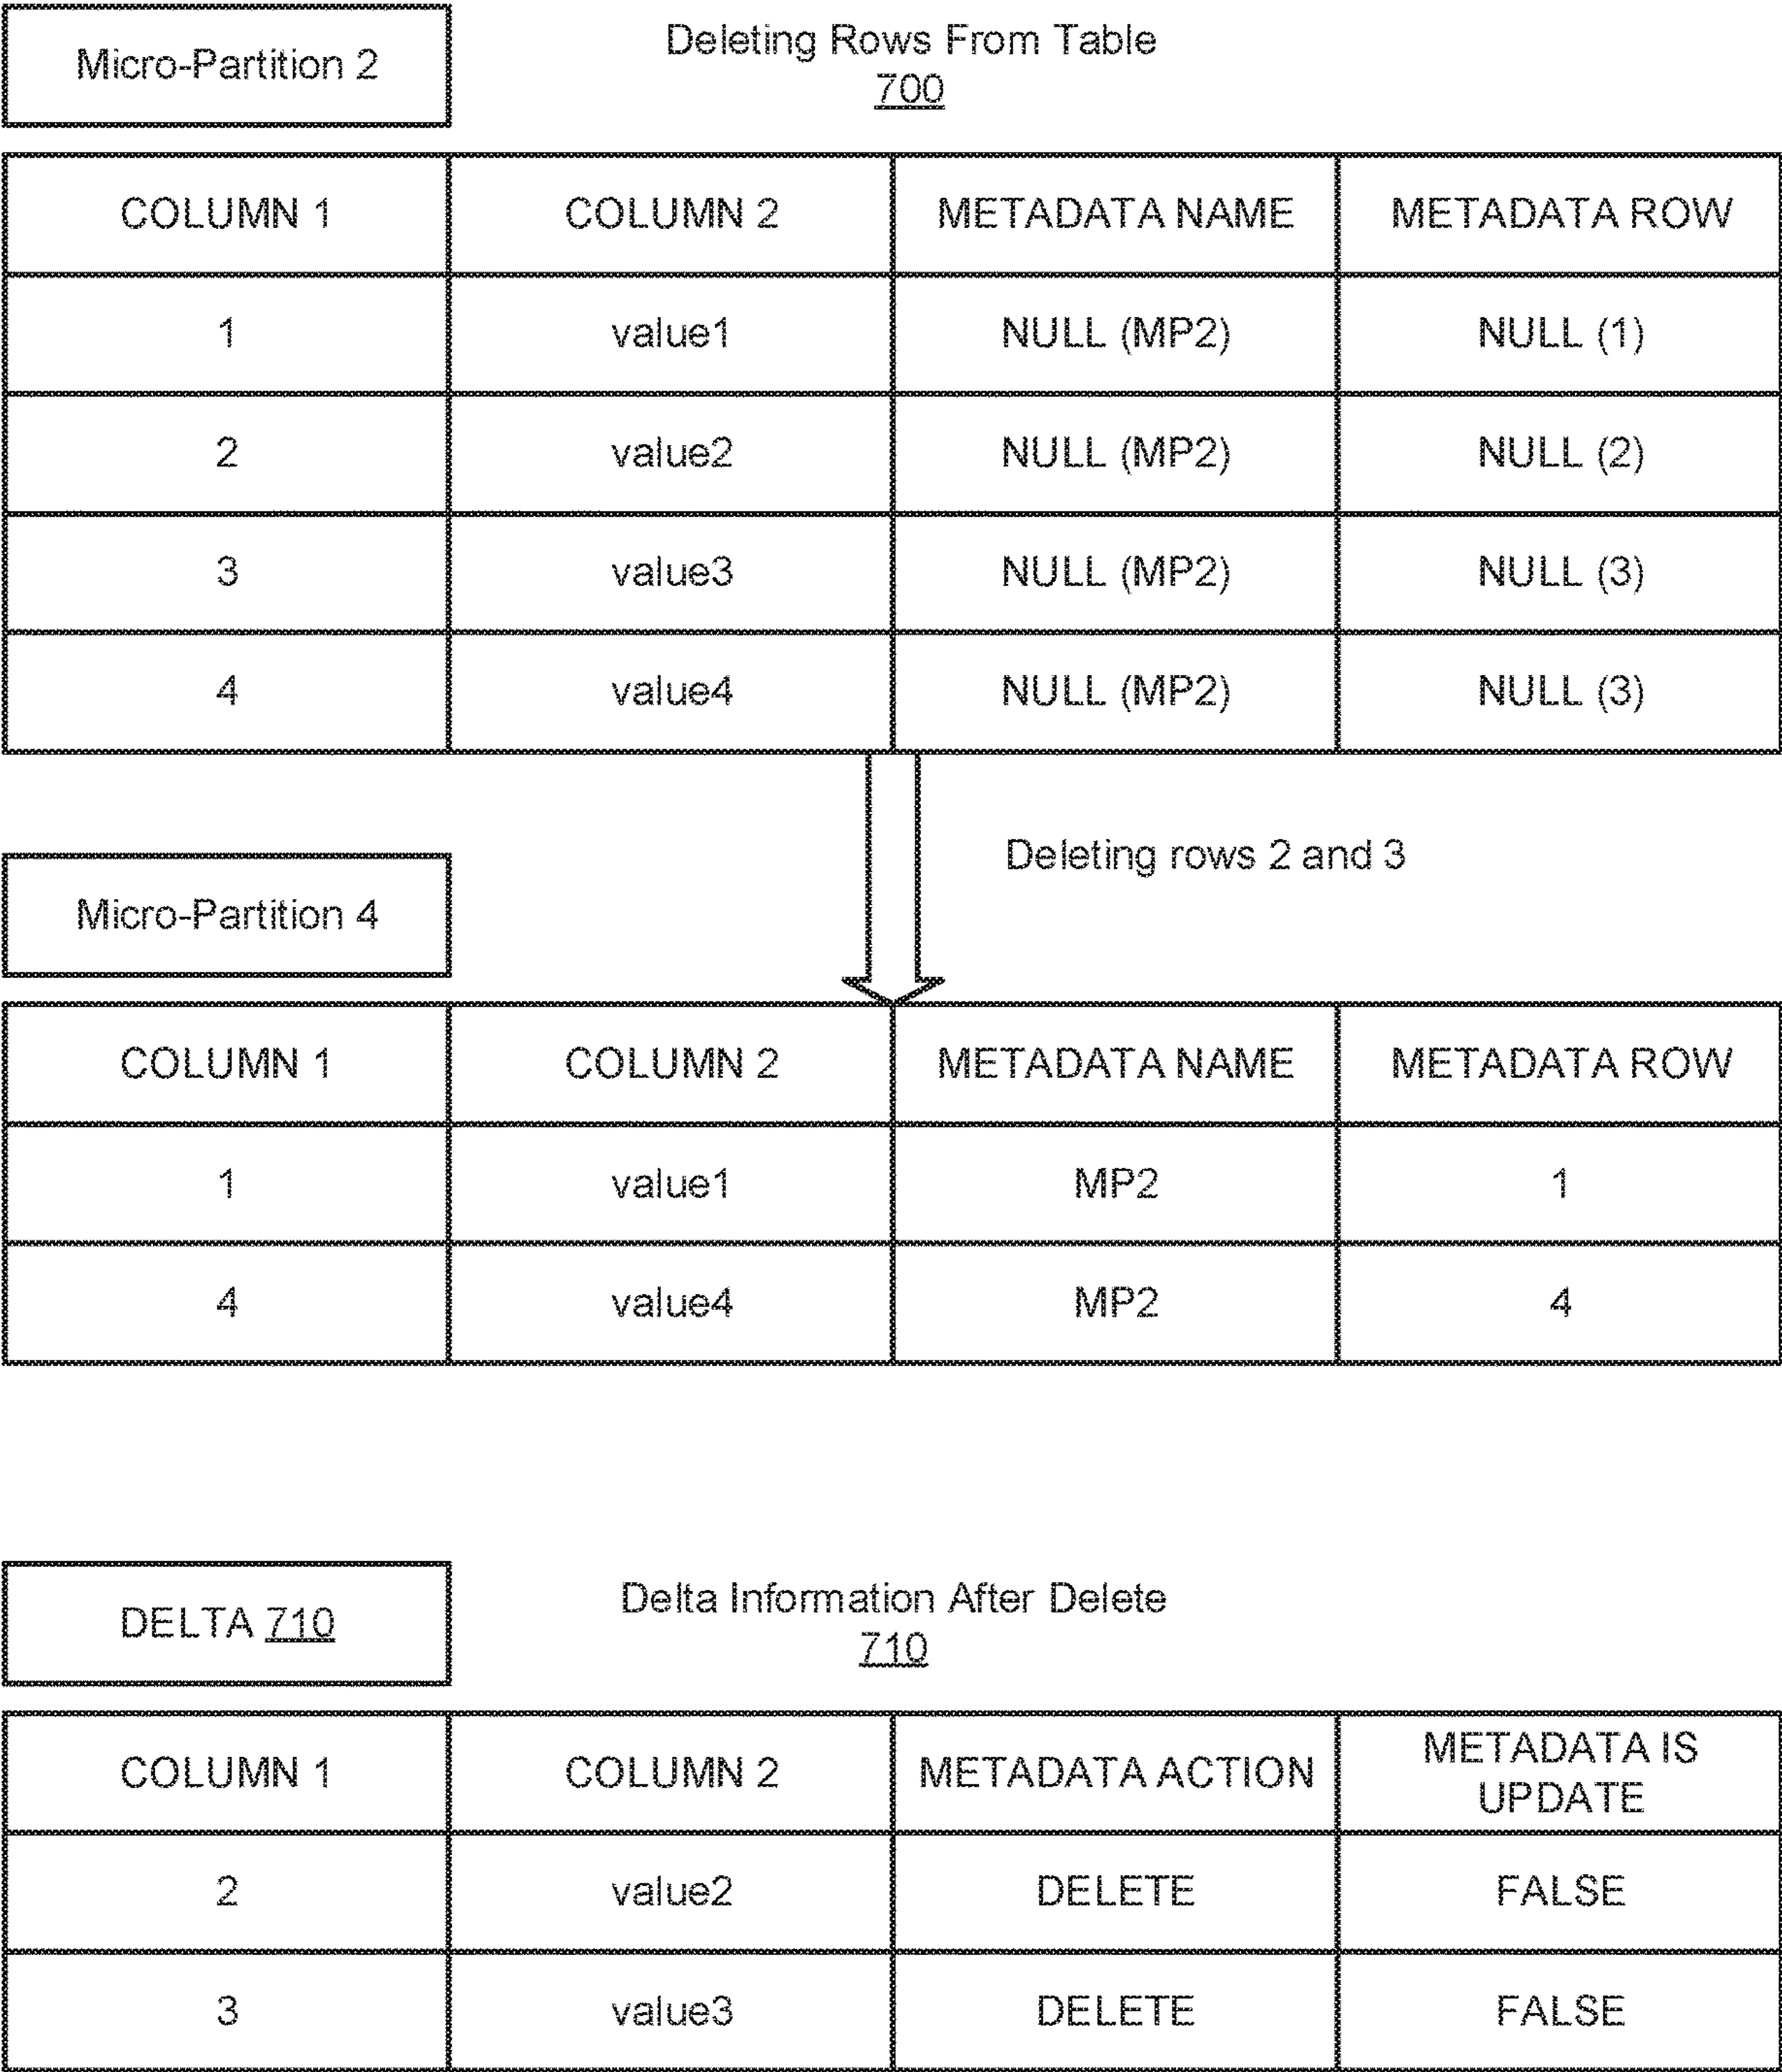 Micro-Partition 2
Deleting Rows From Table
700
COLUMN 1 COLUMN 2 METADATA NAME METADATA ROW
1 value1 NULL (MP2) NULL (1)
2 value2 NULL (MP2) NULL (2)
3 value3 NULL (MP2) NULL (3)
4 value4 NULL (MP2) NULL (3)
Deleting rows 2 and 3
Micro-Partition 4
COLUMN 1 COLUMN 2 METADATA NAME METADATA ROW
1 value1 MP2 1
4 value4 MP2 4
DELTA 710
Delta Information After Delete
710
COLUMN 1 COLUMN 2 METADATA ACTION METADATA IS
UPDATE
2 value2 DELETE FALSE
3 value3 DELETE FALSE